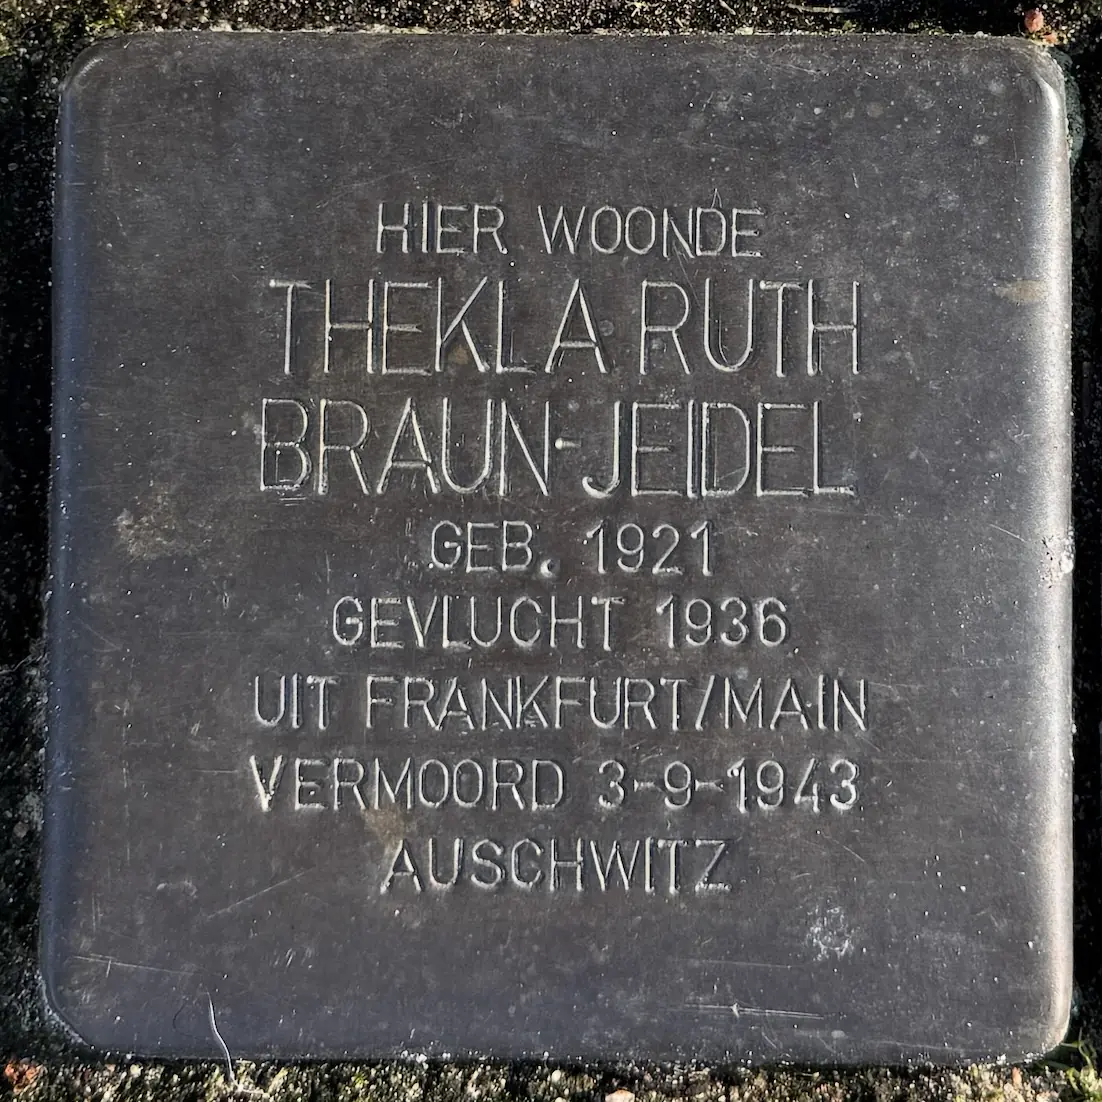 HIER WOONDE
THEKLA RUTH
BRAUN-JEIDEL
GEB. 1921
GEVLUCHT 1936
UIT FRANKFURT/MAIN
VERMOORD 3-9-1943
AUSCHWITZ